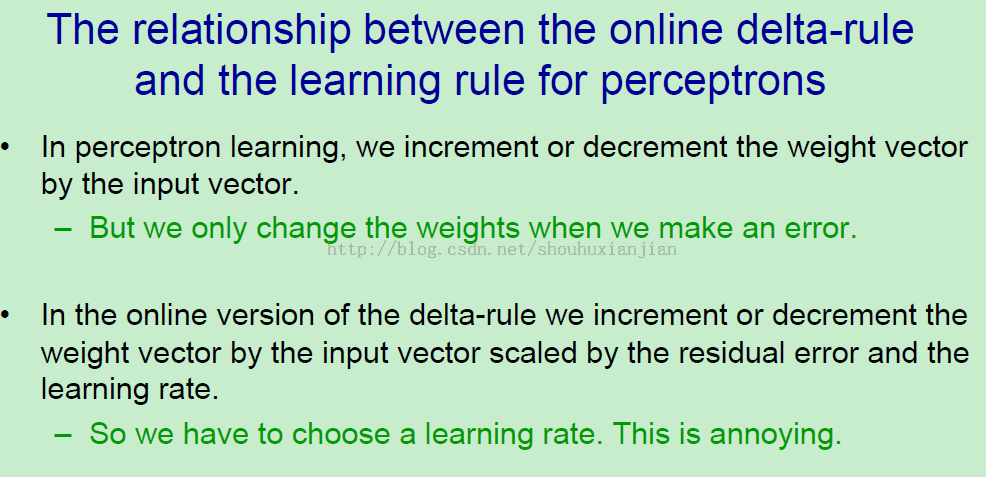 The relationship between the online delta-rule
and the learning rule for perceptrons
• In perceptron learning, we increment or decrement the weight vector
by the input vector.
– But we only change the weights when we make an error.
http://blog.csdn.net/shouhuxianjian
• In the online version of the delta-rule we increment or decrement the
weight vector by the input vector scaled by the residual error and the
learning rate.
– So we have to choose a learning rate. This is annoying.